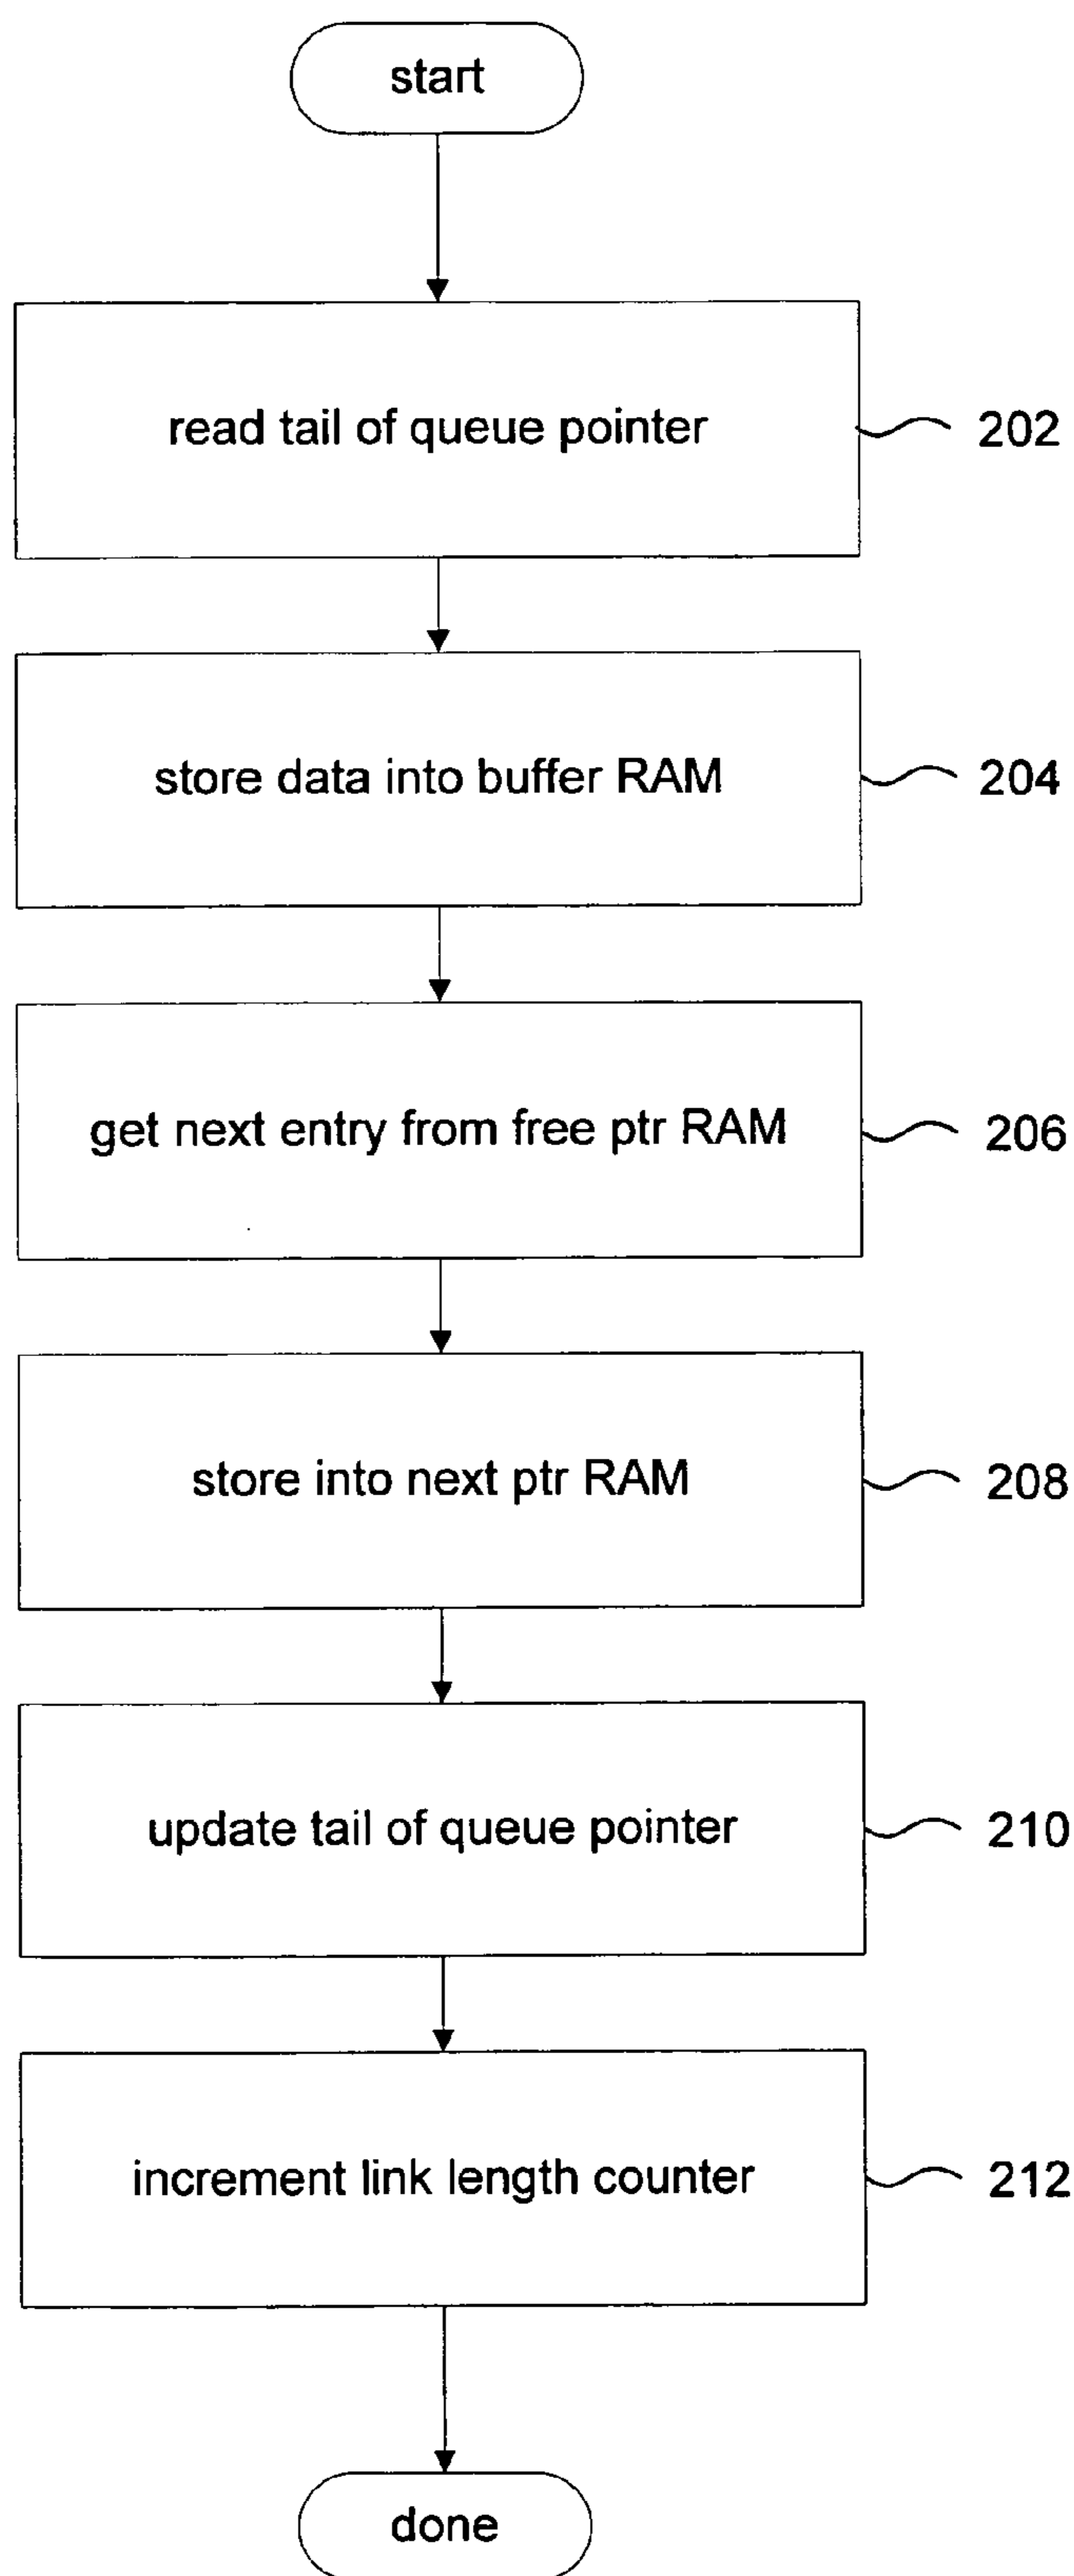 start
read tail of queue pointer
202
store data into buffer RAM
204
get next entry from free ptr RAM
206
store into next ptr RAM
208
update tail of queue pointer
210
increment link length counter
212
done